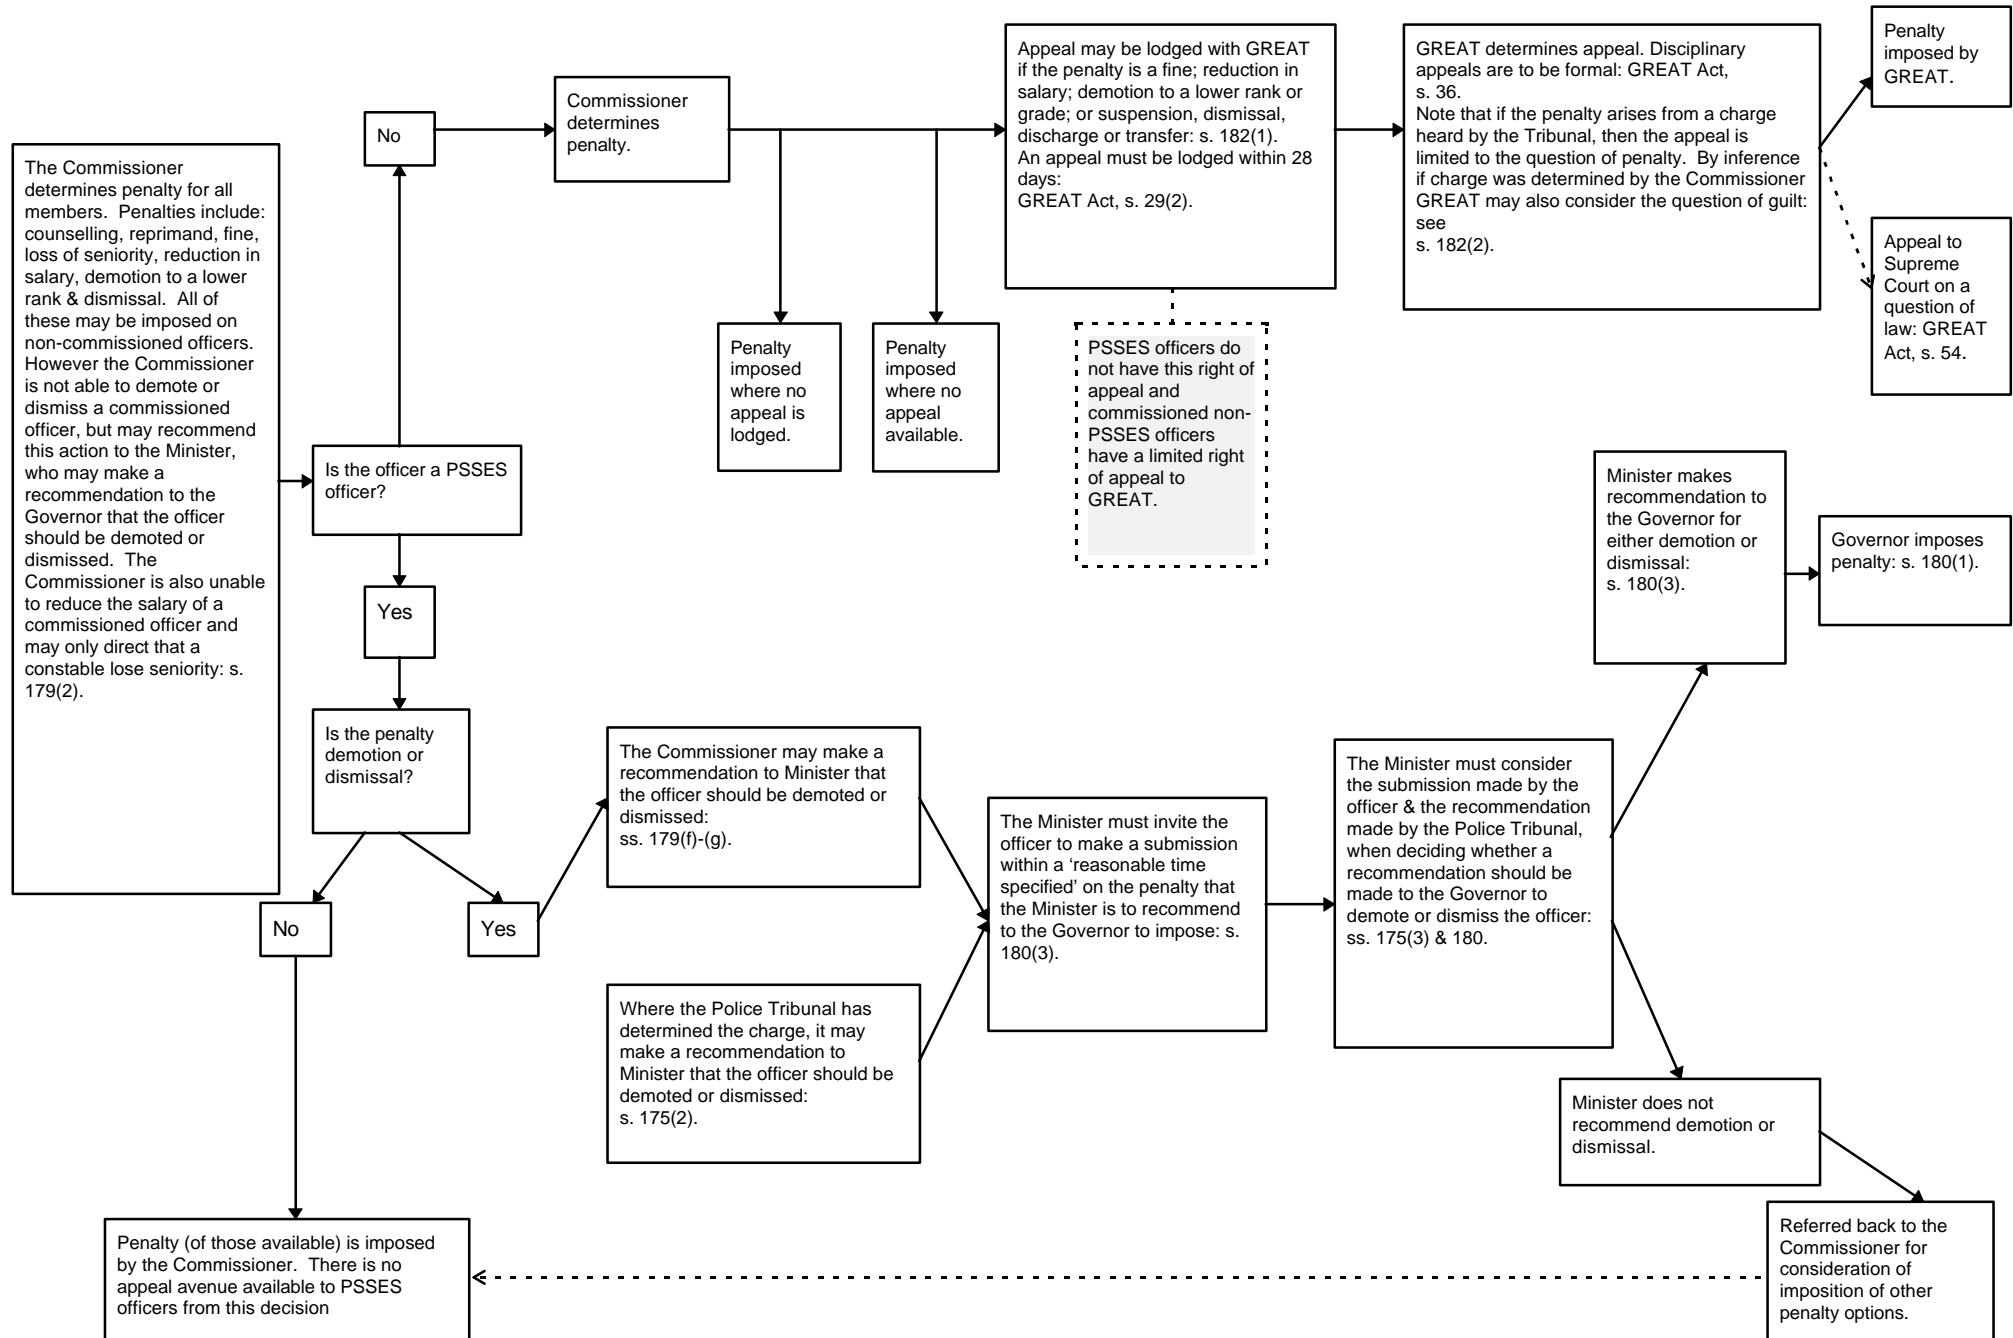 The Commissioner
determines penalty for all
members.  Penalties include:
counselling, reprimand, fine,
loss of seniority, reduction in
salary, demotion to a lower
rank & dismissal.  All of
these may be imposed on
non-commissioned officers.
However the Commissioner
is not able to demote or
dismiss a commissioned
officer, but may recommend
this action to the Minister,
who may make a
recommendation to the
Governor that the officer
should be demoted or
dismissed.  The
Commissioner is also unable
to reduce the salary of a
commissioned officer and
may only direct that a
constable lose seniority: s.
179(2).
Is the officer a PSSES
officer?
No
Commissioner
determines
penalty.
Penalty
imposed
where no
appeal is
lodged.
Penalty
imposed
where no
appeal
available.
Appeal may be lodged with GREAT
if the penalty is a fine; reduction in
salary; demotion to a lower rank or
grade; or suspension, dismissal,
discharge or transfer: s. 182(1).
An appeal must be lodged within 28
days:
GREAT Act, s. 29(2).
PSSES officers do
not have this right of
appeal and
commissioned non-
PSSES officers
have a limited right
of appeal to
GREAT.
GREAT determines appeal. Disciplinary
appeals are to be formal: GREAT Act,
s. 36.
Note that if the penalty arises from a charge
heard by the Tribunal, then the appeal is
limited to the question of penalty.  By inference
if charge was determined by the Commissioner
GREAT may also consider the question of guilt:
see
s. 182(2).
Penalty
imposed by
GREAT.
Appeal to
Supreme
Court on a
question of
law: GREAT
Act, s. 54.
Yes
Is the penalty
demotion or
dismissal?
No
Yes
The Commissioner may make a
recommendation to Minister that
the officer should be demoted or
dismissed:
ss. 179(f)-(g).
Where the Police Tribunal has
determined the charge, it may
make a recommendation to
Minister that the officer should be
demoted or dismissed:
s. 175(2).
The Minister must invite the
officer to make a submission
within a ‘reasonable time
specified’ on the penalty that
the Minister is to recommend
to the Governor to impose: s.
180(3).
The Minister must consider
the submission made by the
officer & the recommendation
made by the Police Tribunal,
when deciding whether a
recommendation should be
made to the Governor to
demote or dismiss the officer:
ss. 175(3) & 180.
Minister makes
recommendation to
the Governor for
either demotion or
dismissal:
s. 180(3).
Governor imposes
penalty: s. 180(1).
Minister does not
recommend demotion or
dismissal.
Referred back to the
Commissioner for
consideration of
imposition of other
penalty options.
Penalty (of those available) is imposed
by the Commissioner.  There is no
appeal avenue available to PSSES
officers from this decision